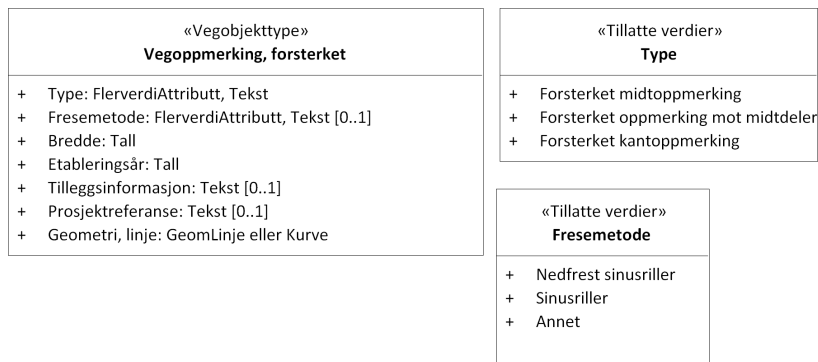 «Vegobjekttype»
Vegoppmerking, forsterket
+ Type: FlerverdiAttributt, Tekst
+ Fresemetode: FlerverdiAttributt, Tekst [0..1]
+ Bredde: Tall
+ Etableringsår: Tall
+ Tilleggsinformasjon: Tekst [0..1]
+ Prosjektreferanse: Tekst [0..1]
+ Geometri, linje: GeomLinje eller Kurve
«Tillatte verdier»
Type
+ Forsterket midtoppmerking
+ Forsterket oppmerking mot midtdeler
+ Forsterket kantoppmerking
«Tillatte verdier»
Fresemetode
+ Nedfrest sinusriller
+ Sinusriller
+ Annet